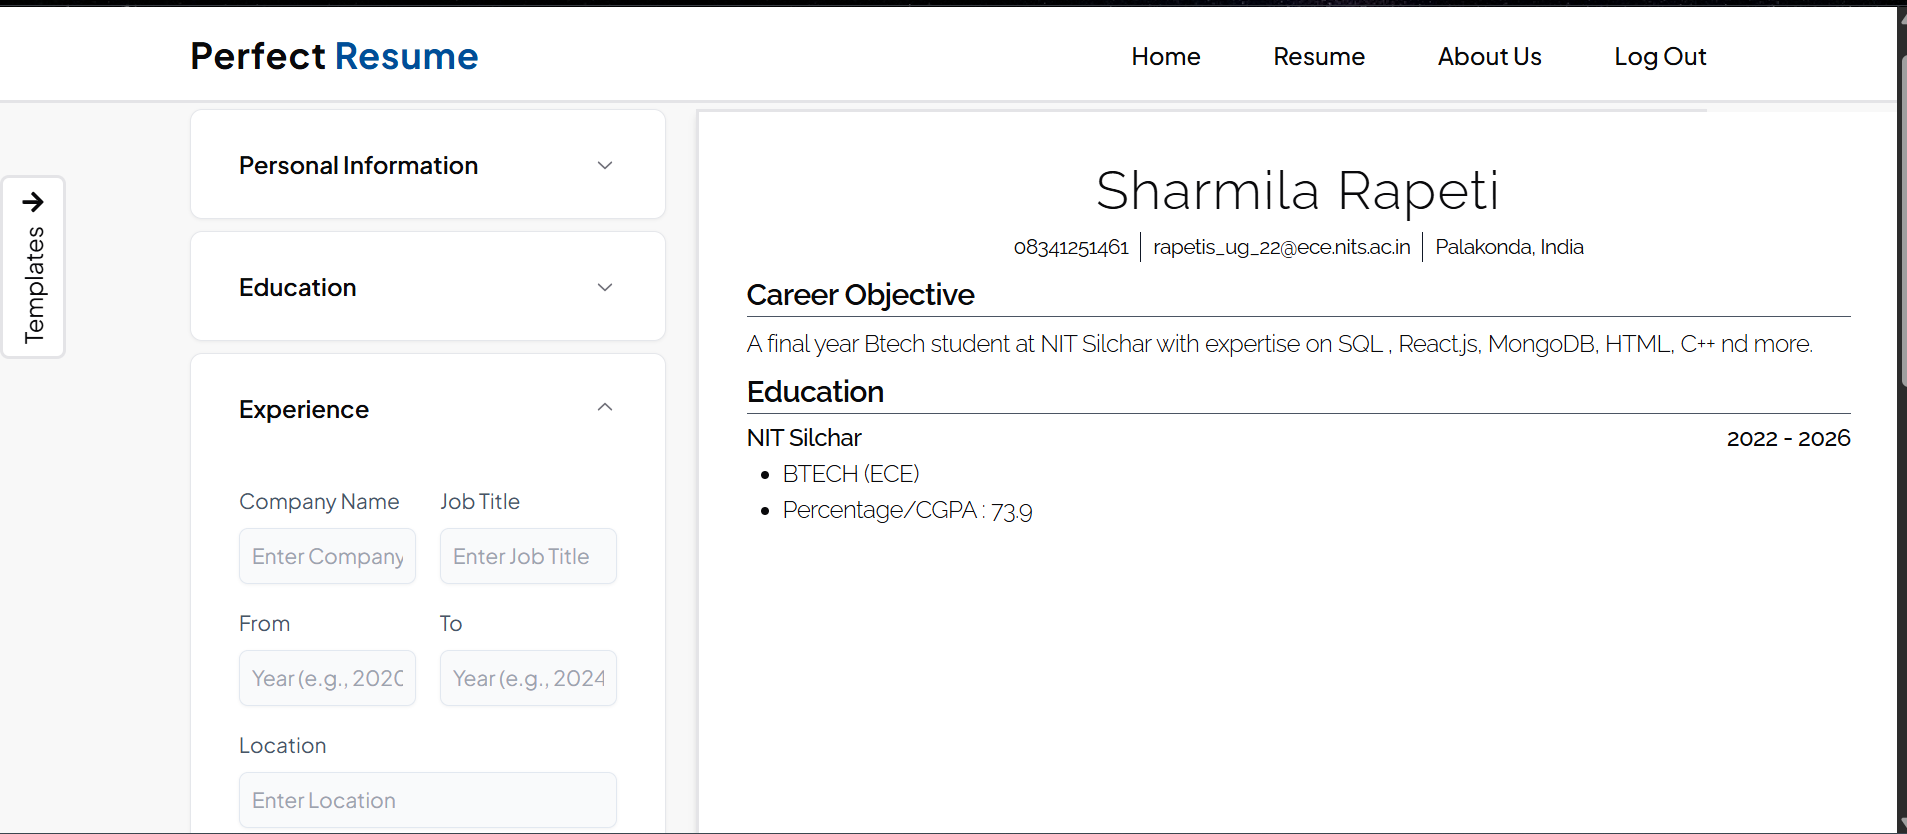 Perfect Resume
Home
Resume
About Us
Log Out
Templates
Personal Information
Education
Experience
Company Name
Job Title
Enter Company
Enter Job Title
From
To
Year (e.g., 2020
Year (e.g., 2024
Location
Enter Location
Sharmila Rapeti
08341251461 | rapetis_ug_22@ece.nits.ac.in | Palakonda, India
Career Objective
A final year Btech student at NIT Silchar with expertise on SQL , React.js, MongoDB, HTML, C++ nd more.
Education
NIT Silchar 2022 - 2026
• BTECH (ECE)
• Percentage/CGPA : 73.9